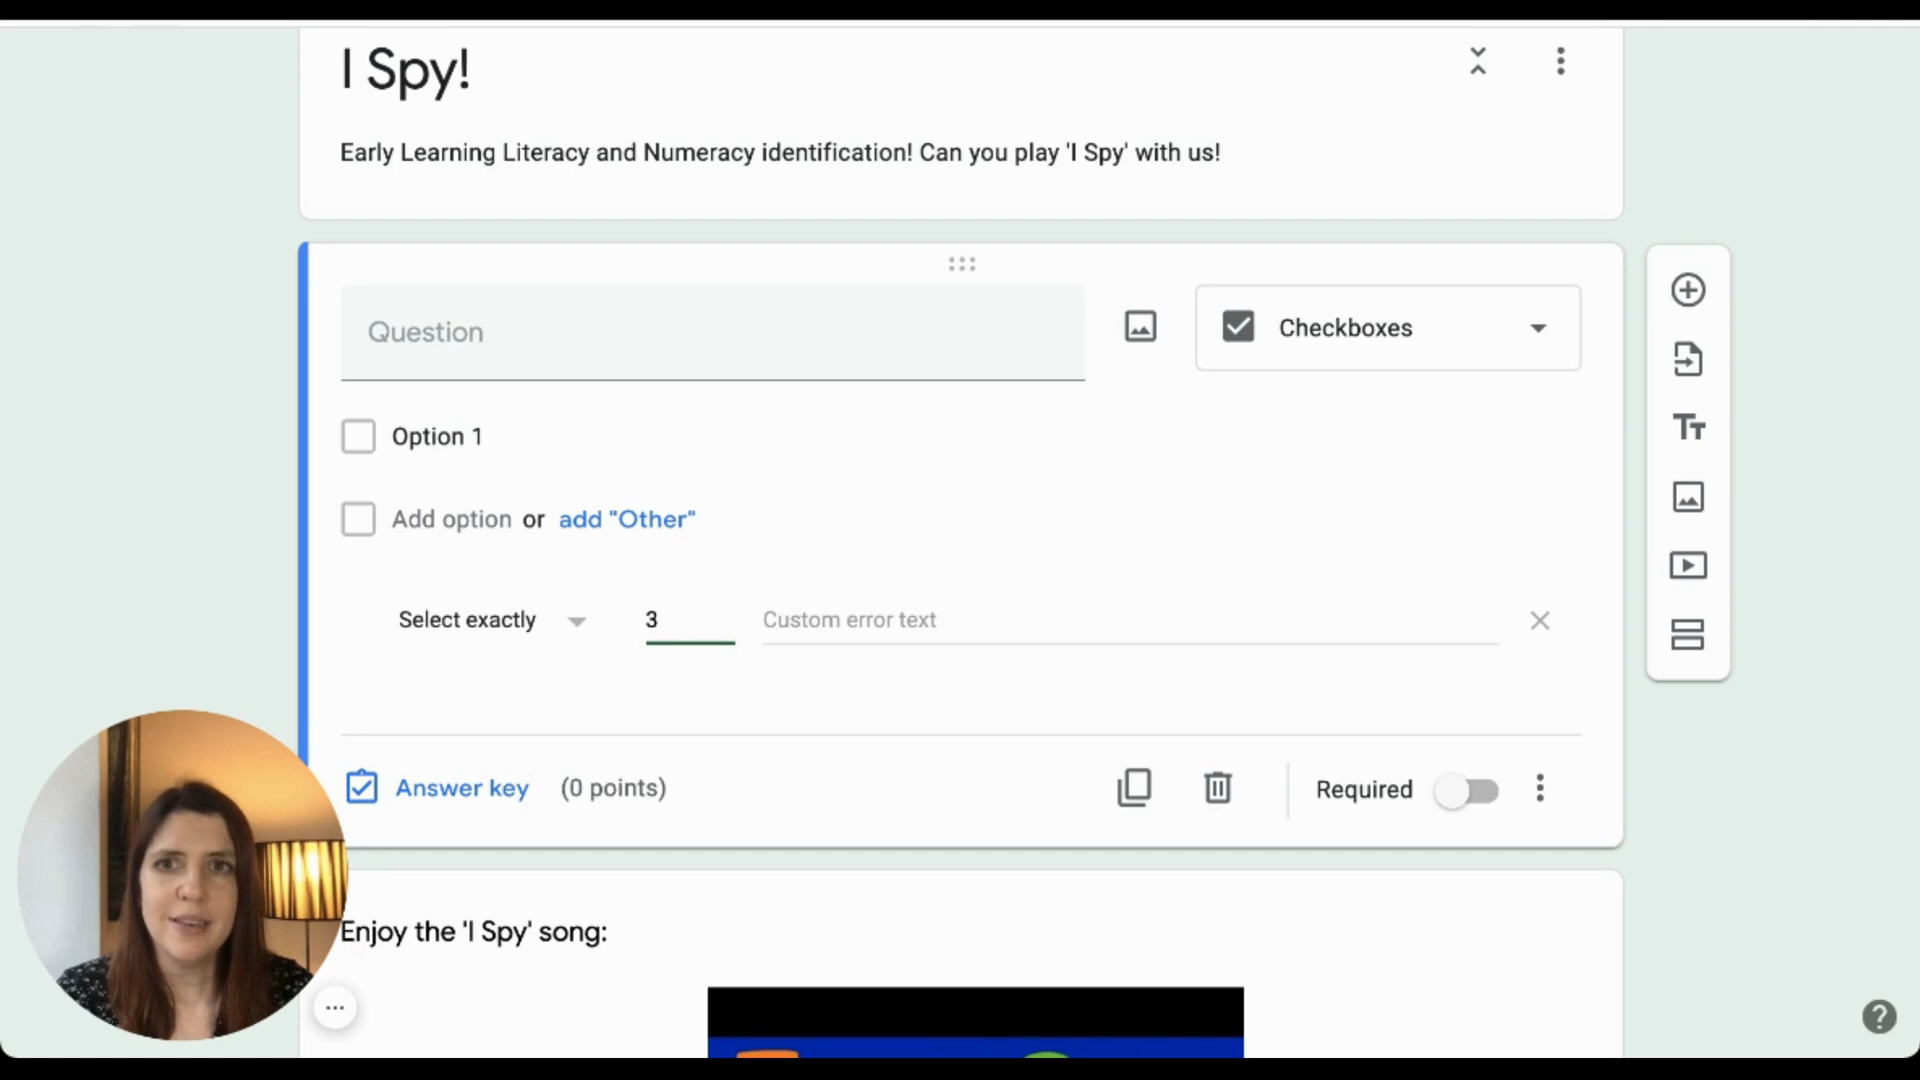 I Spy!
Early Learning Literacy and Numeracy identification! Can you play 'I Spy' with us!
Question
Checkboxes
Option 1
Add option or add "Other"
Select exactly 3 Custom error text
Answer key (0 points) Required
Enjoy the 'I Spy' song: